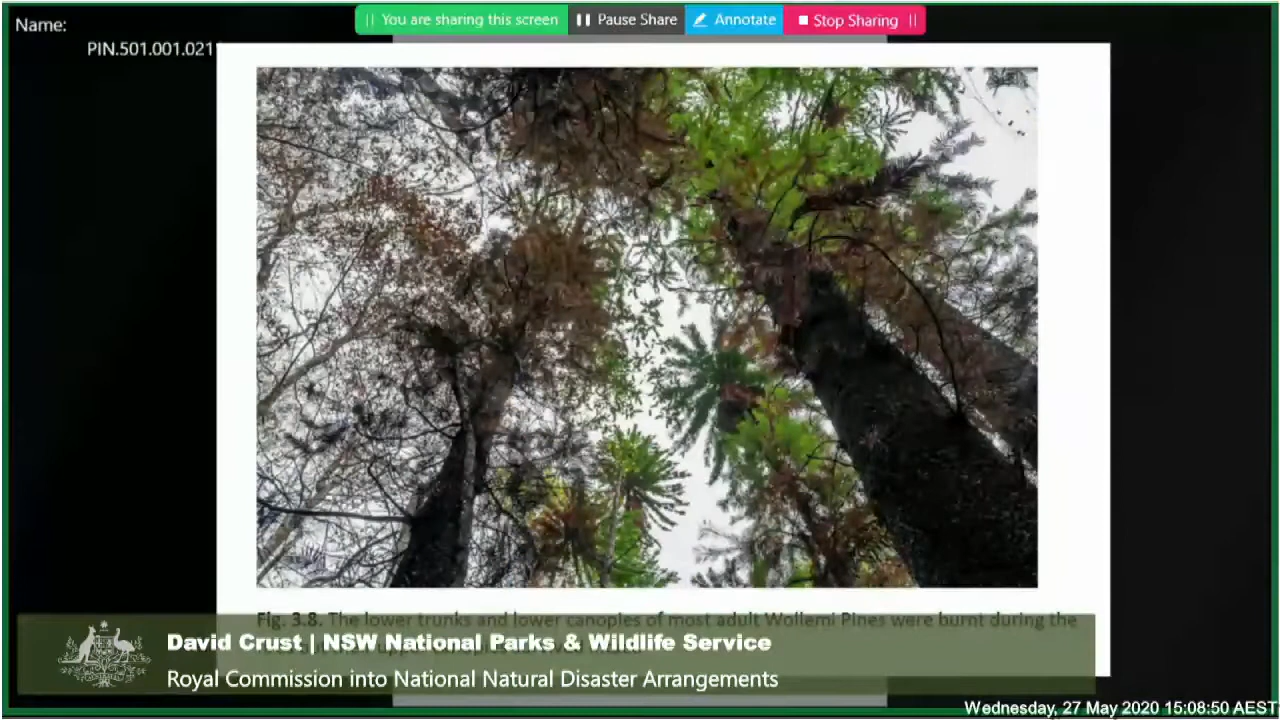 Name:
PIN.501.001.021
You are sharing this screen
Pause Share
Annotate
Stop Sharing
Fig. 3.8. The lower trunks and lower canopies of most adult Wollemi Pines were burnt during the
David Crust | NSW National Parks & Wildlife Service
Royal Commission into National Natural Disaster Arrangements
Wednesday, 27 May 2020 15:08:50 AEST